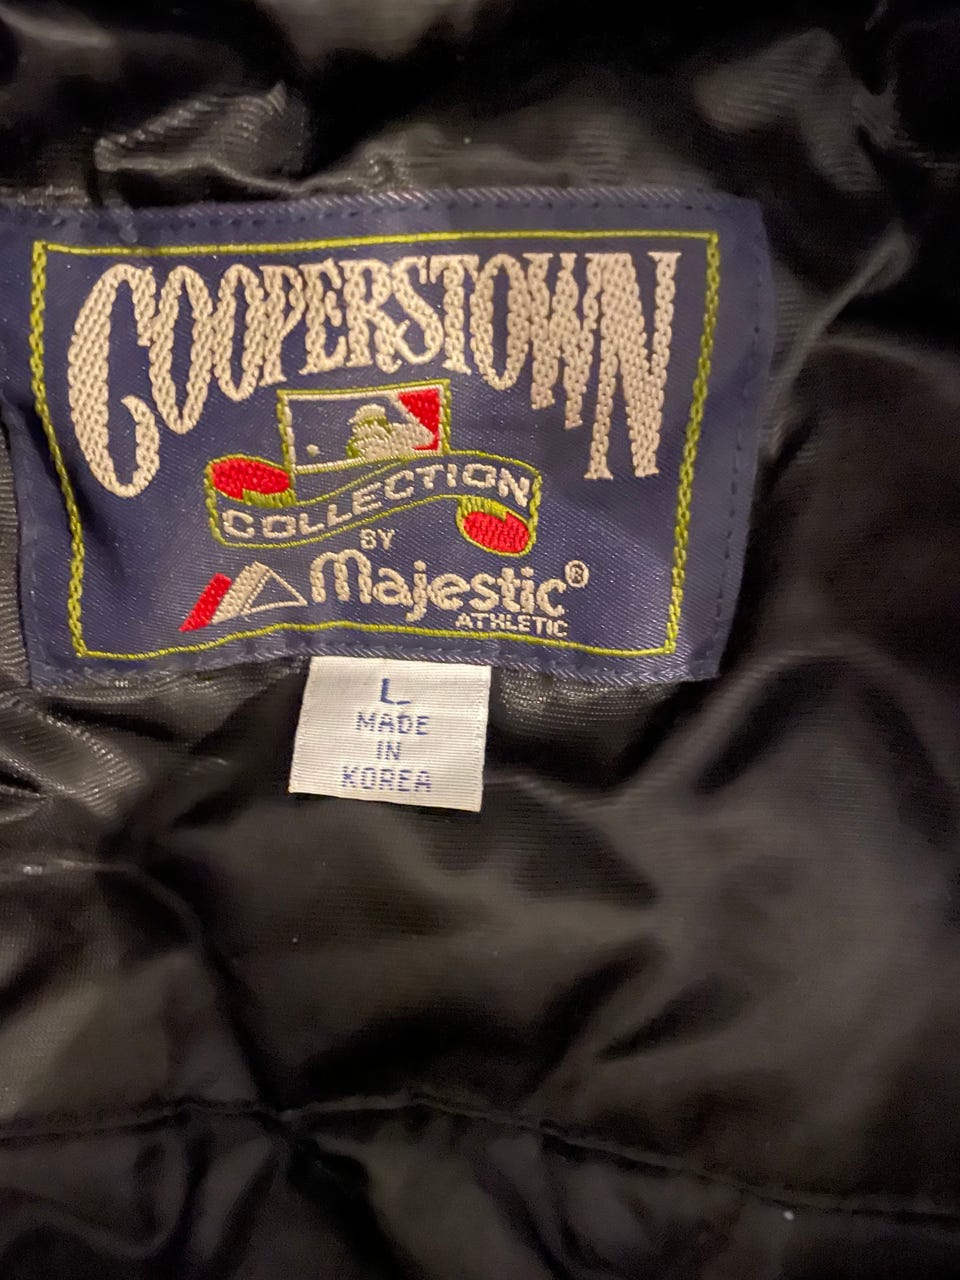 COOPERSTOWN
COLLECTION
BY
Majestic®
ATHLETIC
L
MADE
IN
KOREA